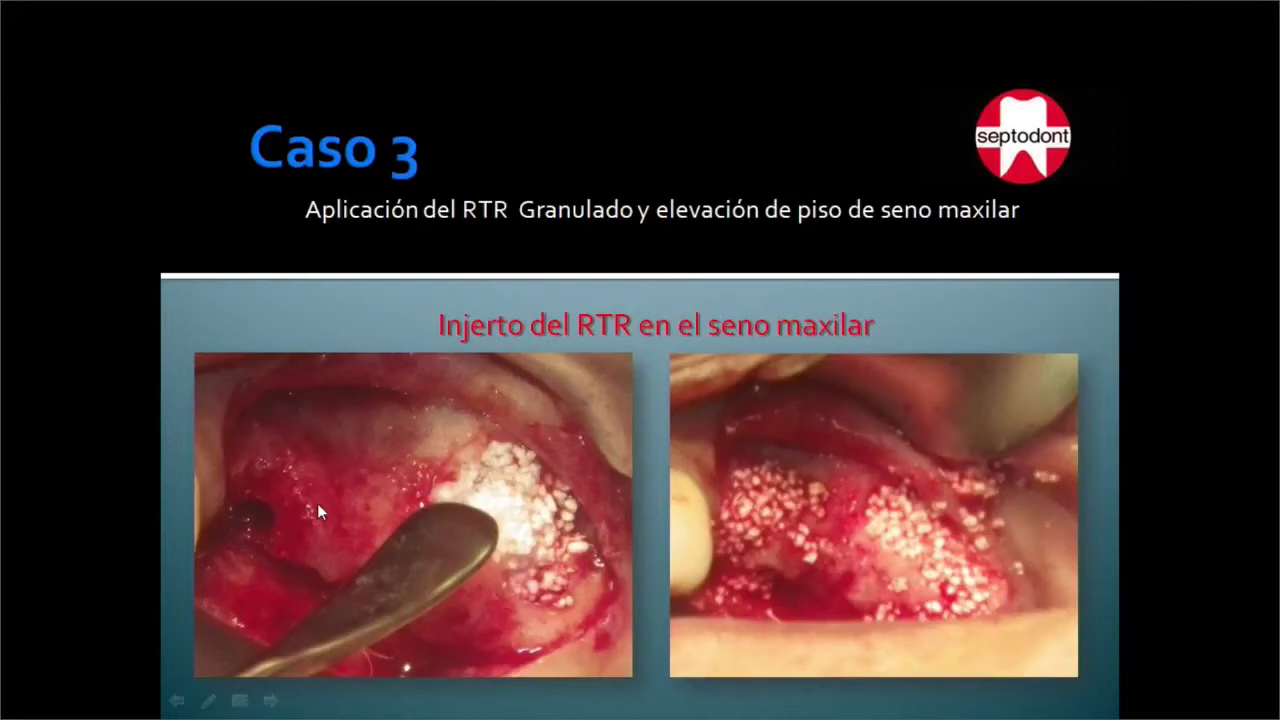 Caso 3
septodont
Aplicación del RTR Granulado y elevación de piso de seno maxilar
Injerto del RTR en el seno maxilar